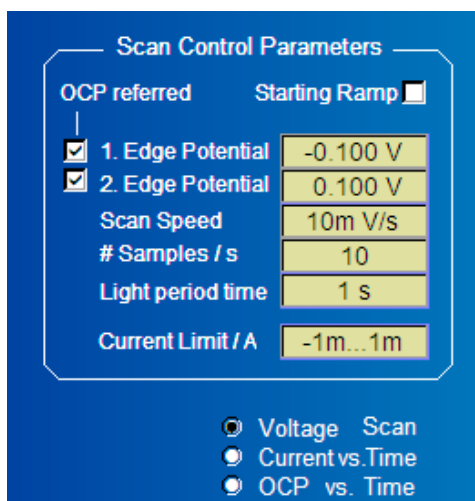 Scan Control Parameters
OCP referred Starting Ramp
1. Edge Potential -0.100 V
2. Edge Potential 0.100 V
Scan Speed 10m V/s
# Samples / s 10
Light period time 1 s
Current Limit / A -1m...1m
Voltage Scan
Current vs.Time
OCP vs. Time